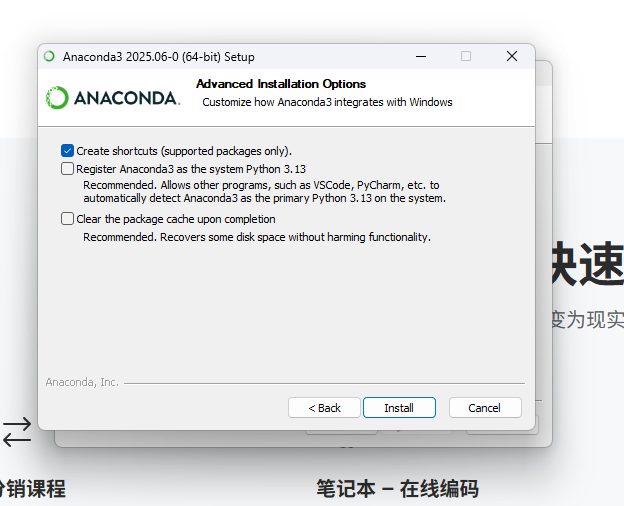 Anaconda3 2025.06-0 (64-bit) Setup
ANACONDA.
Advanced Installation Options
Customize how Anaconda3 integrates with Windows
Create shortcuts (supported packages only).
Register Anaconda3 as the system Python 3.13
Recommended. Allows other programs, such as VSCode, PyCharm, etc. to
automatically detect Anaconda3 as the primary Python 3.13 on the system.
Clear the package cache upon completion
Recommended. Recovers some disk space without harming functionality.
快速
变为现实
Anaconda, Inc.
< Back
Install
Cancel
分销课程
笔记本 – 在线编码